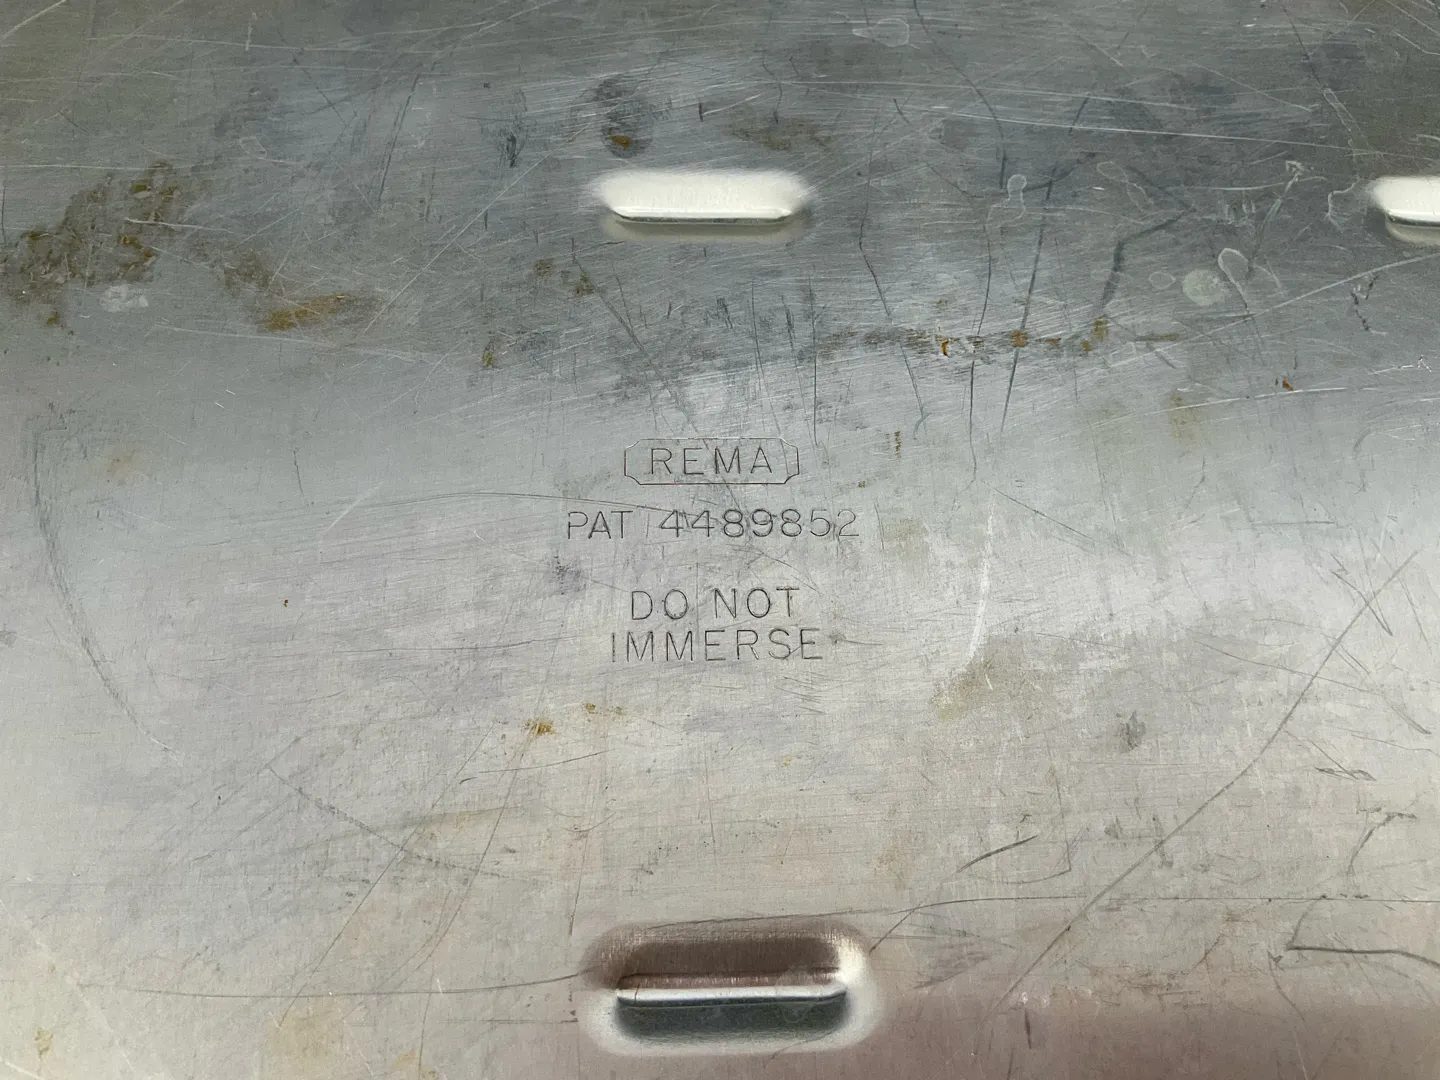 REMA
PAT 4489852
DO NOT
IMMERSE